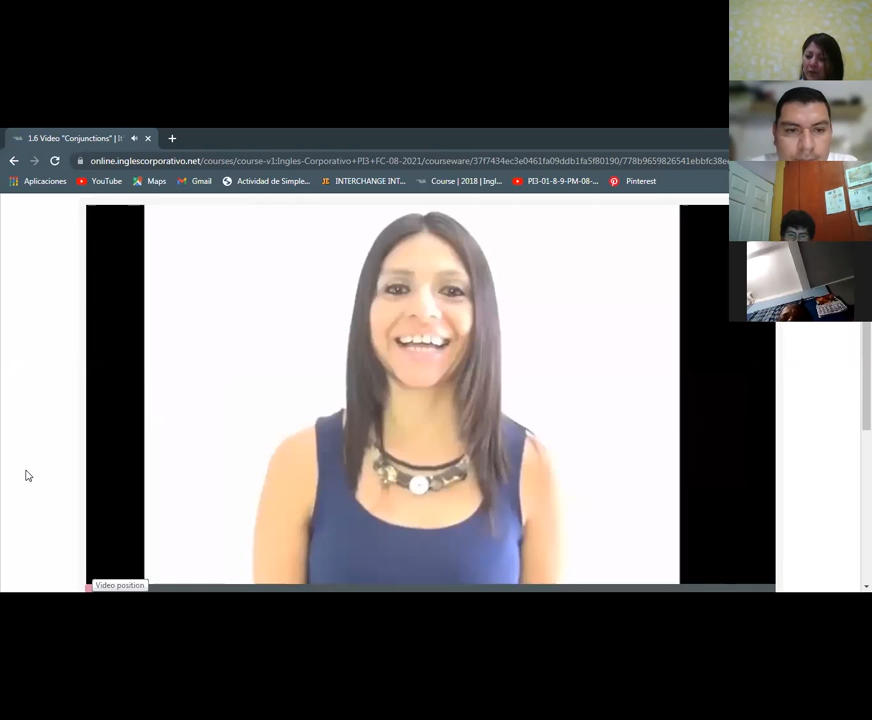 1.6 Video "Conjunctions" | It
online.inglescorporativo.net/courses/course-v1:Ingles-Corporativo+PI3+FC-08-2021/courseware/37f7434ec3e0461fa09ddb1fa5f80190/778b9659826541ebbfc38e
Aplicaciones YouTube Maps Gmail Actividad de Simple... INTERCHANGE INT... Course | 2018 | Ingl... PI3-01-8-9-PM-08-... Pinterest
Video position